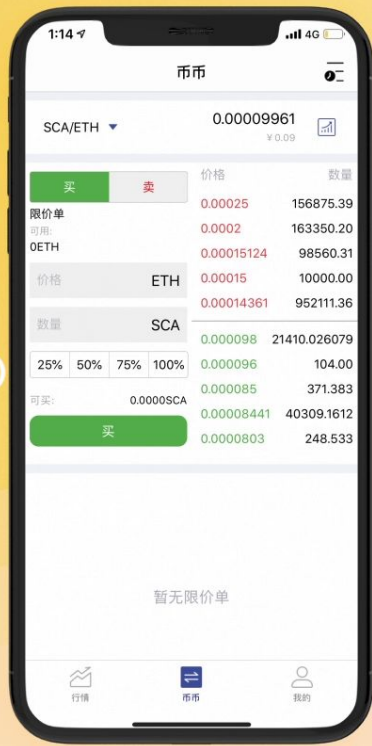 1:14
4G
币币
SCA/ETH
0.00009961
¥0.09
买
卖
限价单
可用:
0ETH
价格
ETH
数量
SCA
25%
50%
75%
100%
可买:
0.0000SCA
买
价格
数量
0.00025
156875.39
0.0002
163350.20
0.00015124
98560.31
0.00015
10000.00
0.00014361
952111.36
0.000098
21410.026079
0.000096
104.00
0.000085
371.383
0.00008441
40309.1612
0.0000803
248.533
暂无限价单
行情
币币
我的